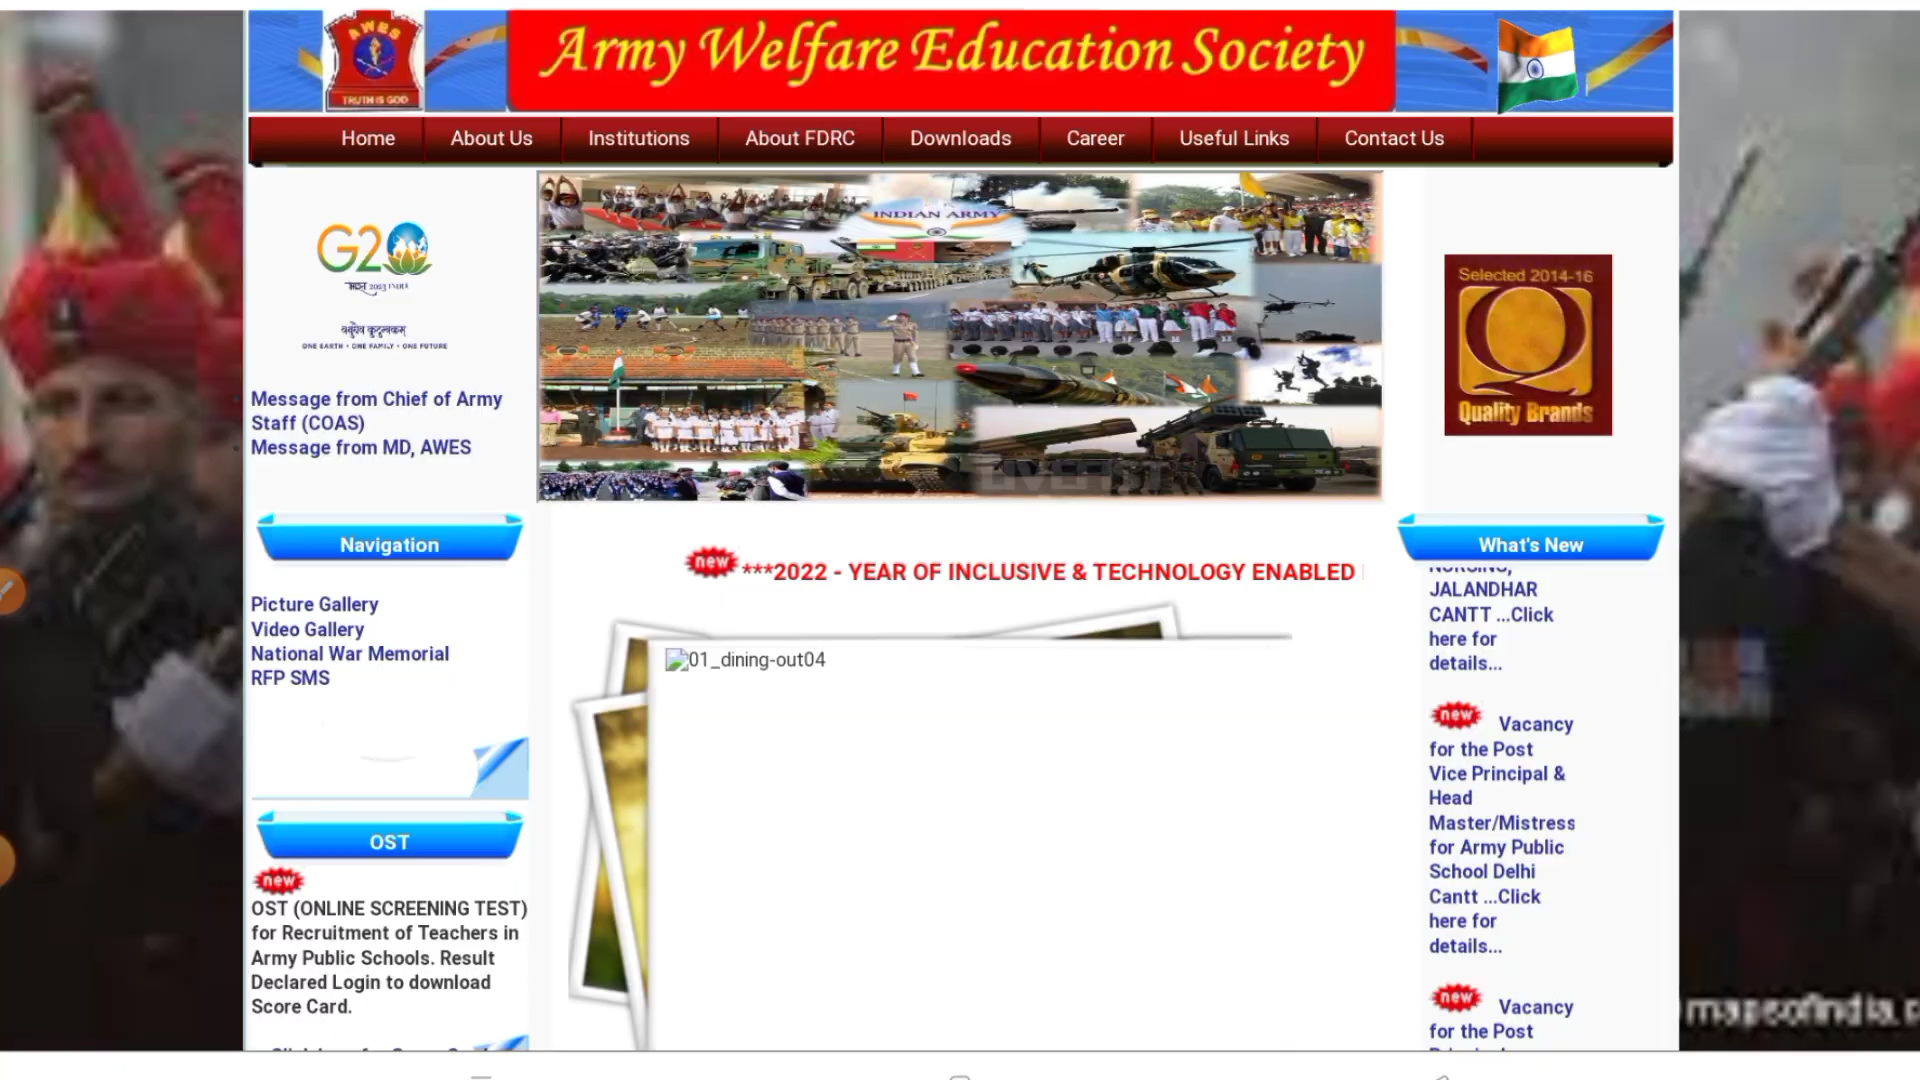 AWES
TRUTH IS GOD
Army Welfare Education Society
Home
About Us
Institutions
About FDRC
Downloads
Career
Useful Links
Contact Us
G20
भारत 2023 INDIA
वसुधैव कुटुम्बकम्
ONE EARTH • ONE FAMILY • ONE FUTURE
Message from Chief of Army
Staff (COAS)
Message from MD, AWES
INDIAN ARMY
LIVEFIST
Selected 2014-16
Q
Quality Brands
Navigation
Picture Gallery
Video Gallery
National War Memorial
RFP SMS
OST
new
OST (ONLINE SCREENING TEST)
for Recruitment of Teachers in
Army Public Schools. Result
Declared Login to download
Score Card.
new ***2022 - YEAR OF INCLUSIVE & TECHNOLOGY ENABLED
01_dining-out04
What's New
NURSING,
JALANDHAR
CANTT ...Click
here for
details...
new Vacancy
for the Post
Vice Principal &
Head
Master/Mistress
for Army Public
School Delhi
Cantt ...Click
here for
details...
new Vacancy
for the Post
mapsofindia.c